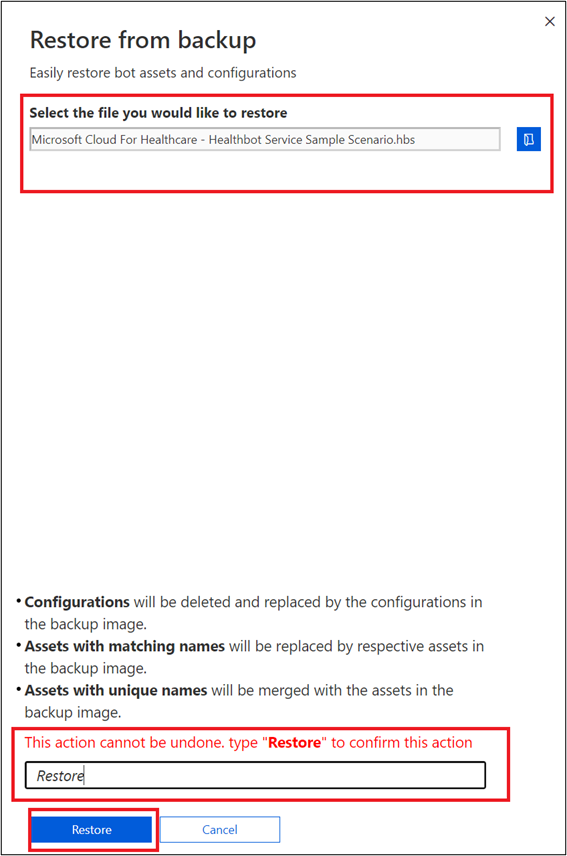 Restore from backup
Easily restore bot assets and configurations
Select the file you would like to restore
Microsoft Cloud For Healthcare - Healthbot Service Sample Scenario.hbs
• Configurations will be deleted and replaced by the configurations in
the backup image.
• Assets with matching names will be replaced by respective assets in
the backup image.
• Assets with unique names will be merged with the assets in the
backup image.
This action cannot be undone. type "Restore" to confirm this action
Restore
Restore Cancel